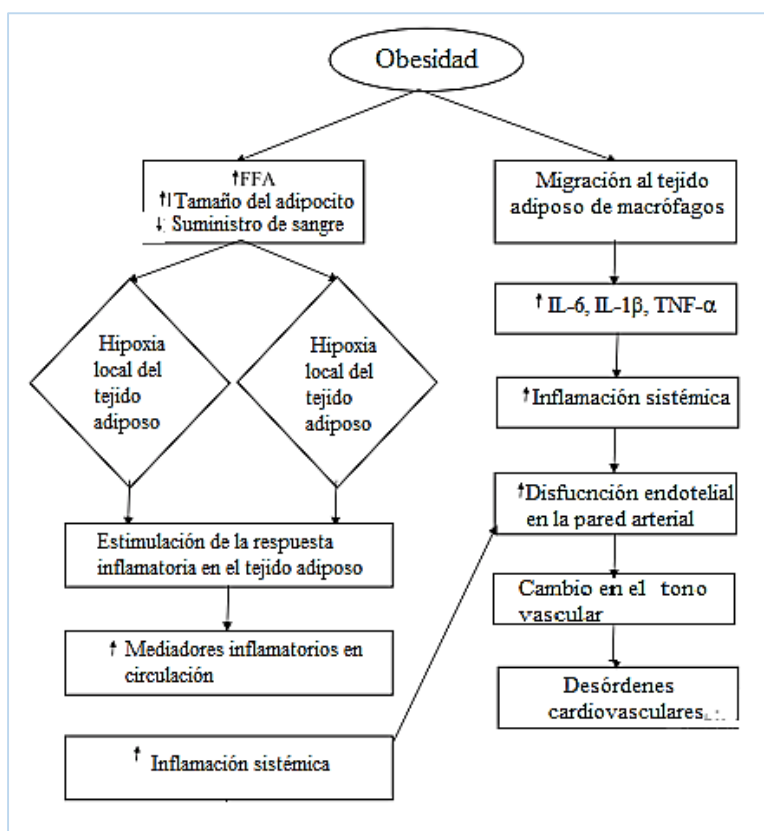 Obesidad
↑FFA
↑Tamaño del adipocito
↓ Suministro de sangre
Hipoxia
local del
tejido
adiposo
Hipoxia
local del
tejido
adiposo
Estimulación de la respuesta
inflamatoria en el tejido adiposo
↑ Mediadores inflamatorios en
circulación
↑ Inflamación sistémica
Migración al tejido
adiposo de macrófagos
↑ IL-6, IL-1β, TNF-α
↑Inflamación sistémica
↑Disfucnción endotelial
en la pared arterial
Cambio en el tono
vascular
Desórdenes
cardiovasculares